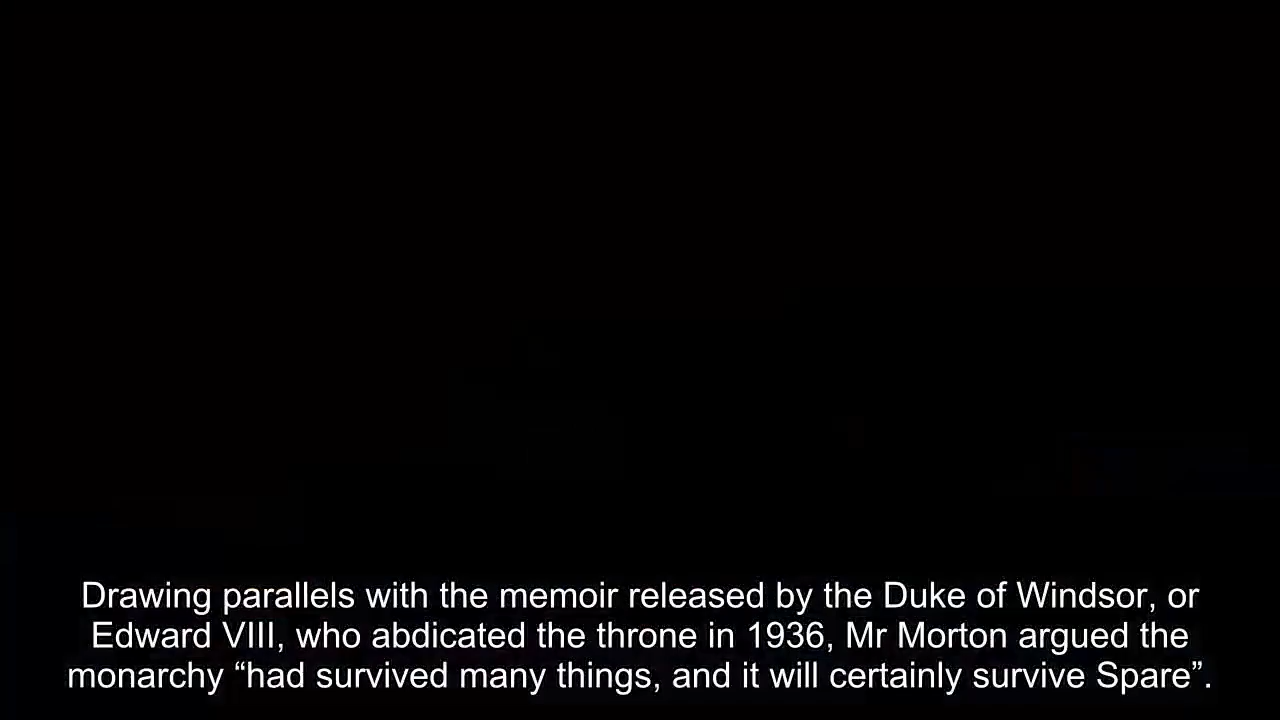 Drawing parallels with the memoir released by the Duke of Windsor, or
Edward VIII, who abdicated the throne in 1936, Mr Morton argued the
monarchy “had survived many things, and it will certainly survive Spare”.